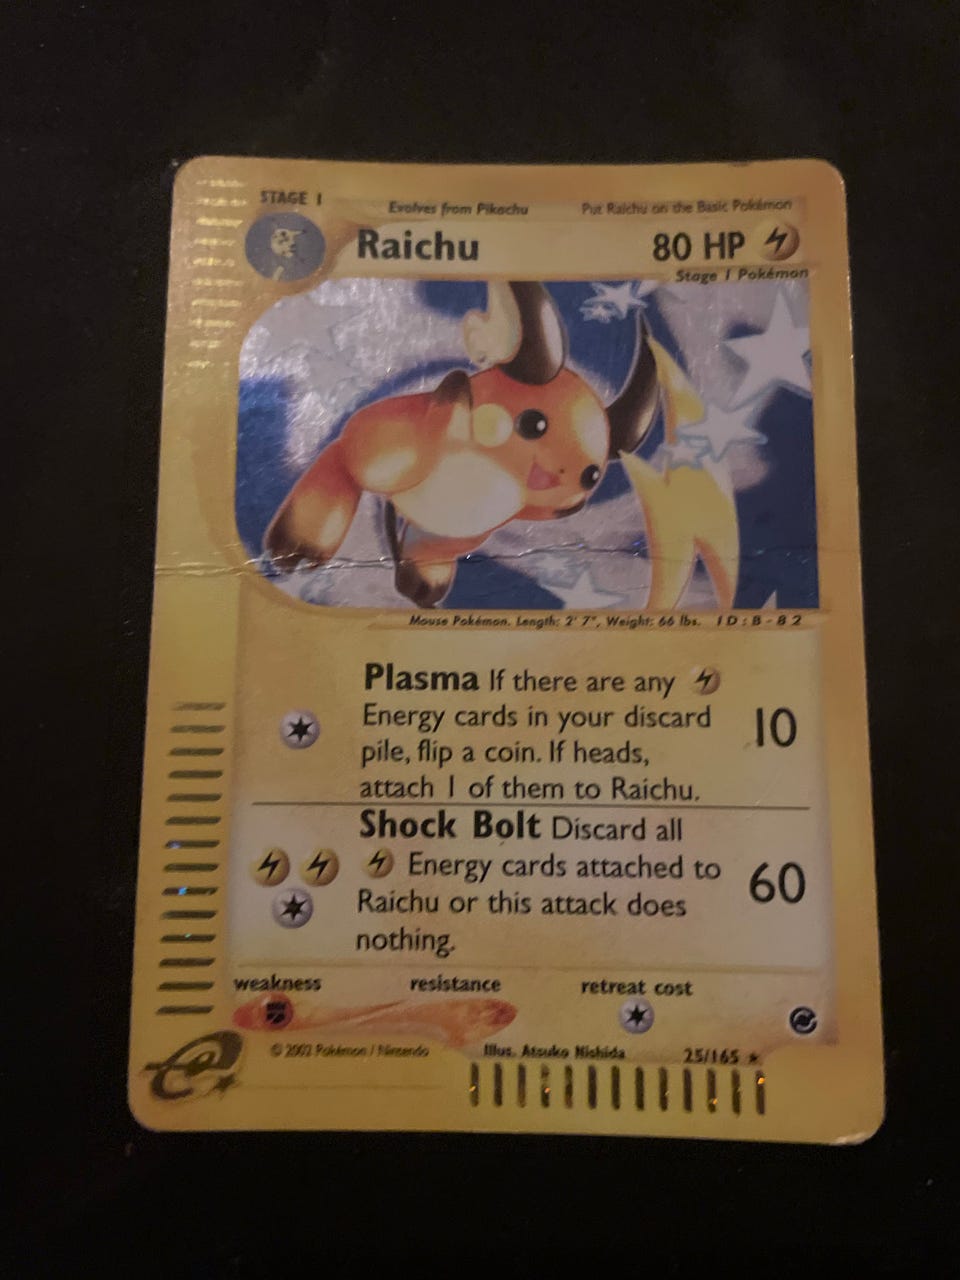 STAGE 1
Evolves from Pikachu Put Raichu on the Basic Pokémon
Raichu 80 HP
Stage 1 Pokémon
Mouse Pokémon. Length: 2' 7", Weight: 66 lbs. ID:B-82
Plasma If there are any
Energy cards in your discard
pile, flip a coin. If heads,
attach 1 of them to Raichu.
10
Shock Bolt Discard all
Energy cards attached to
Raichu or this attack does
nothing.
60
weakness resistance retreat cost
© 2002 Pokémon / Nintendo Illus. Atsuko Nishida 25/165 ★
e